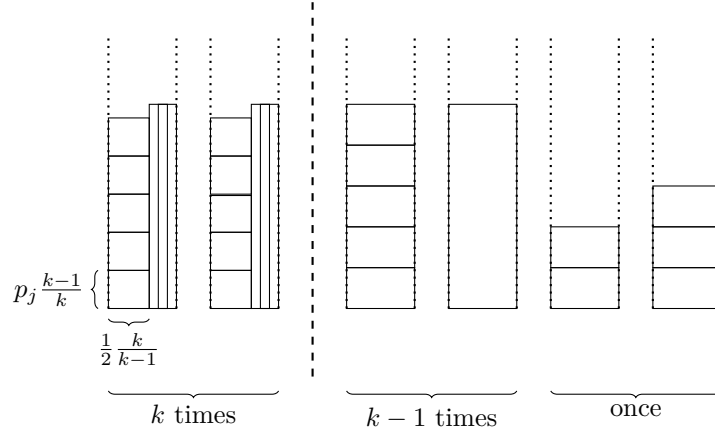 $p_j \frac{k-1}{k}$
$\frac{1}{2} \frac{k}{k-1}$
k times
k − 1 times
once